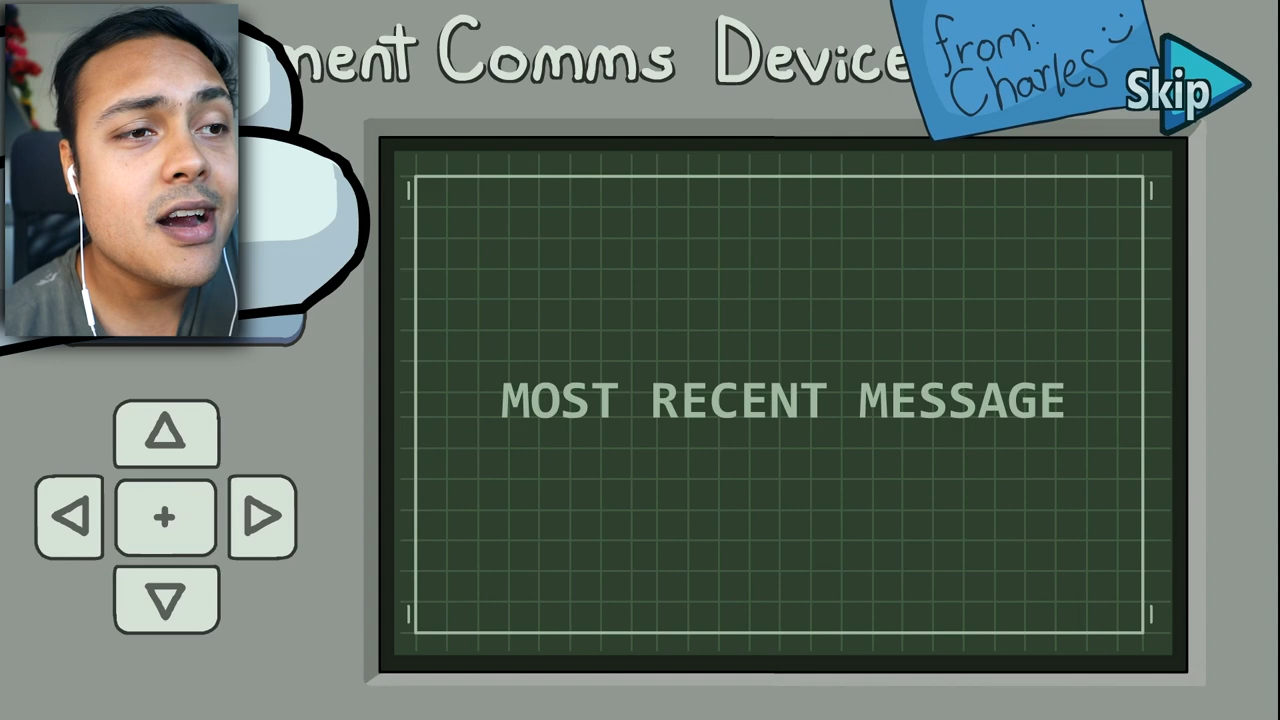 ment Comms Device
from:
Charles :)
Skip
MOST RECENT MESSAGE